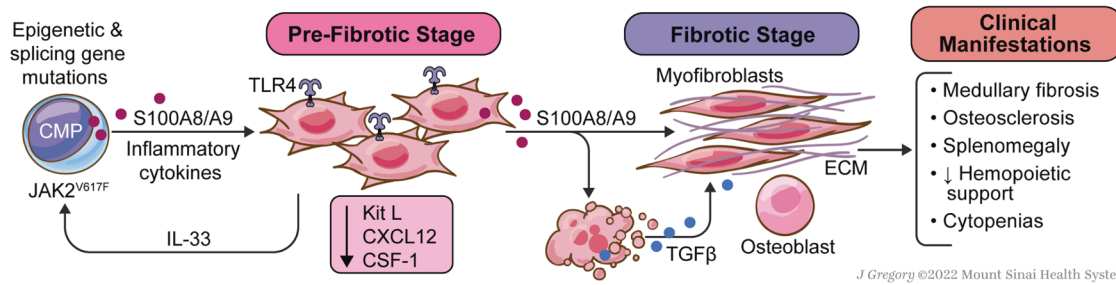 Epigenetic &
splicing gene
mutations
CMP
JAK2V617F
S100A8/A9
Inflammatory
cytokines
IL-33
Pre-Fibrotic Stage
TLR4
Kit L
CXCL12
CSF-1
S100A8/A9
Fibrotic Stage
Myofibroblasts
ECM
TGFβ
Osteoblast
Clinical
Manifestations
• Medullary fibrosis
• Osteosclerosis
• Splenomegaly
• ↓ Hemopoietic
support
• Cytopenias
J Gregory ©2022 Mount Sinai Health Syste